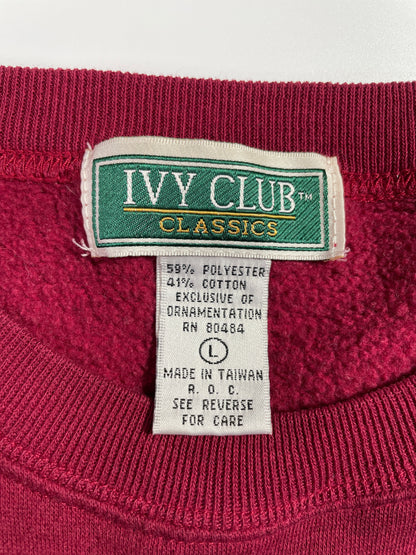 IVY CLUB™
CLASSICS
59% POLYESTER
41% COTTON
EXCLUSIVE OF
ORNAMENTATION
RN 80484
L
MADE IN TAIWAN
R. O. C.
SEE REVERSE
FOR CARE